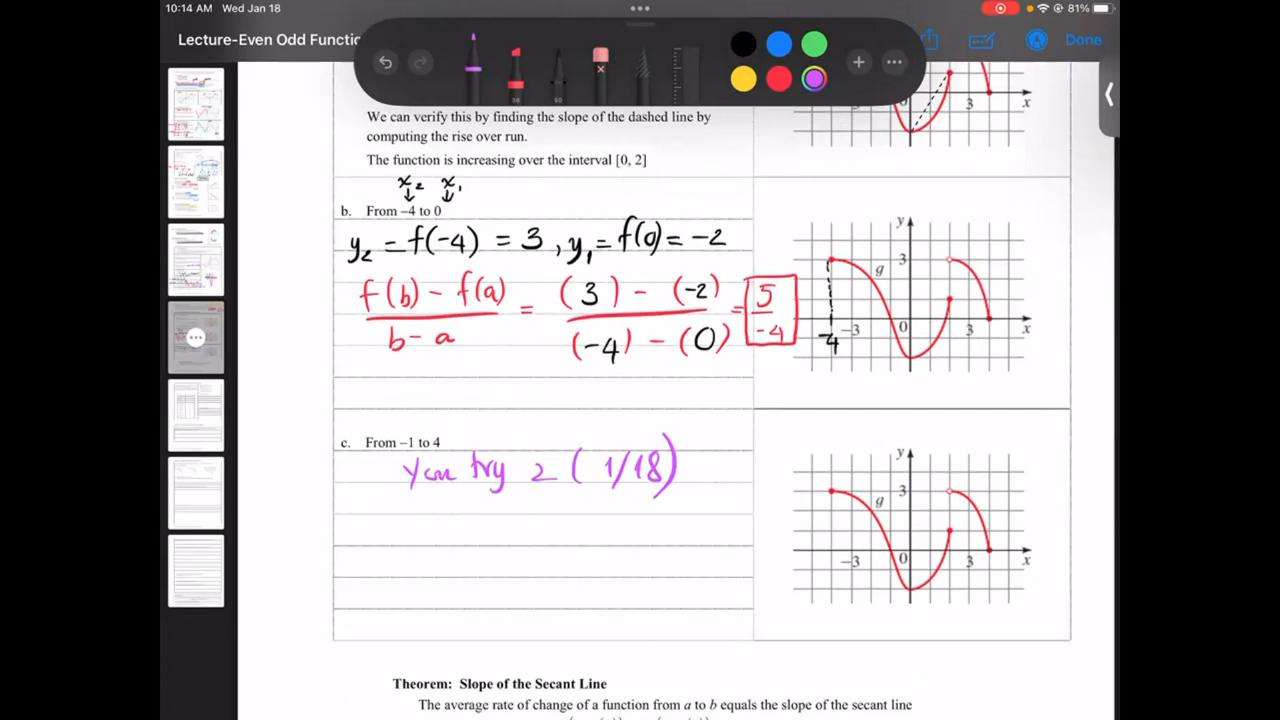 10:14 AM Wed Jan 18
81%
Lecture-Even Odd Functio
Done
We can verify this by finding the slope of the dashed line by
computing the rise over run.
The function is increasing over the interval [0, 2]
3
x
x₂ x₁
b. From –4 to 0
y₂ = f(-4) = 3 , y₁ = f(0) = -2
f(b) - f(a) / b - a = (3) - (-2) / (-4) - (0) = 5 / -4
y
3
g
-4
–3
0
3
x
c. From –1 to 4
You try 2 ( 1/18)
y
3
g
–3
0
3
x
Theorem: Slope of the Secant Line
The average rate of change of a function from a to b equals the slope of the secant line